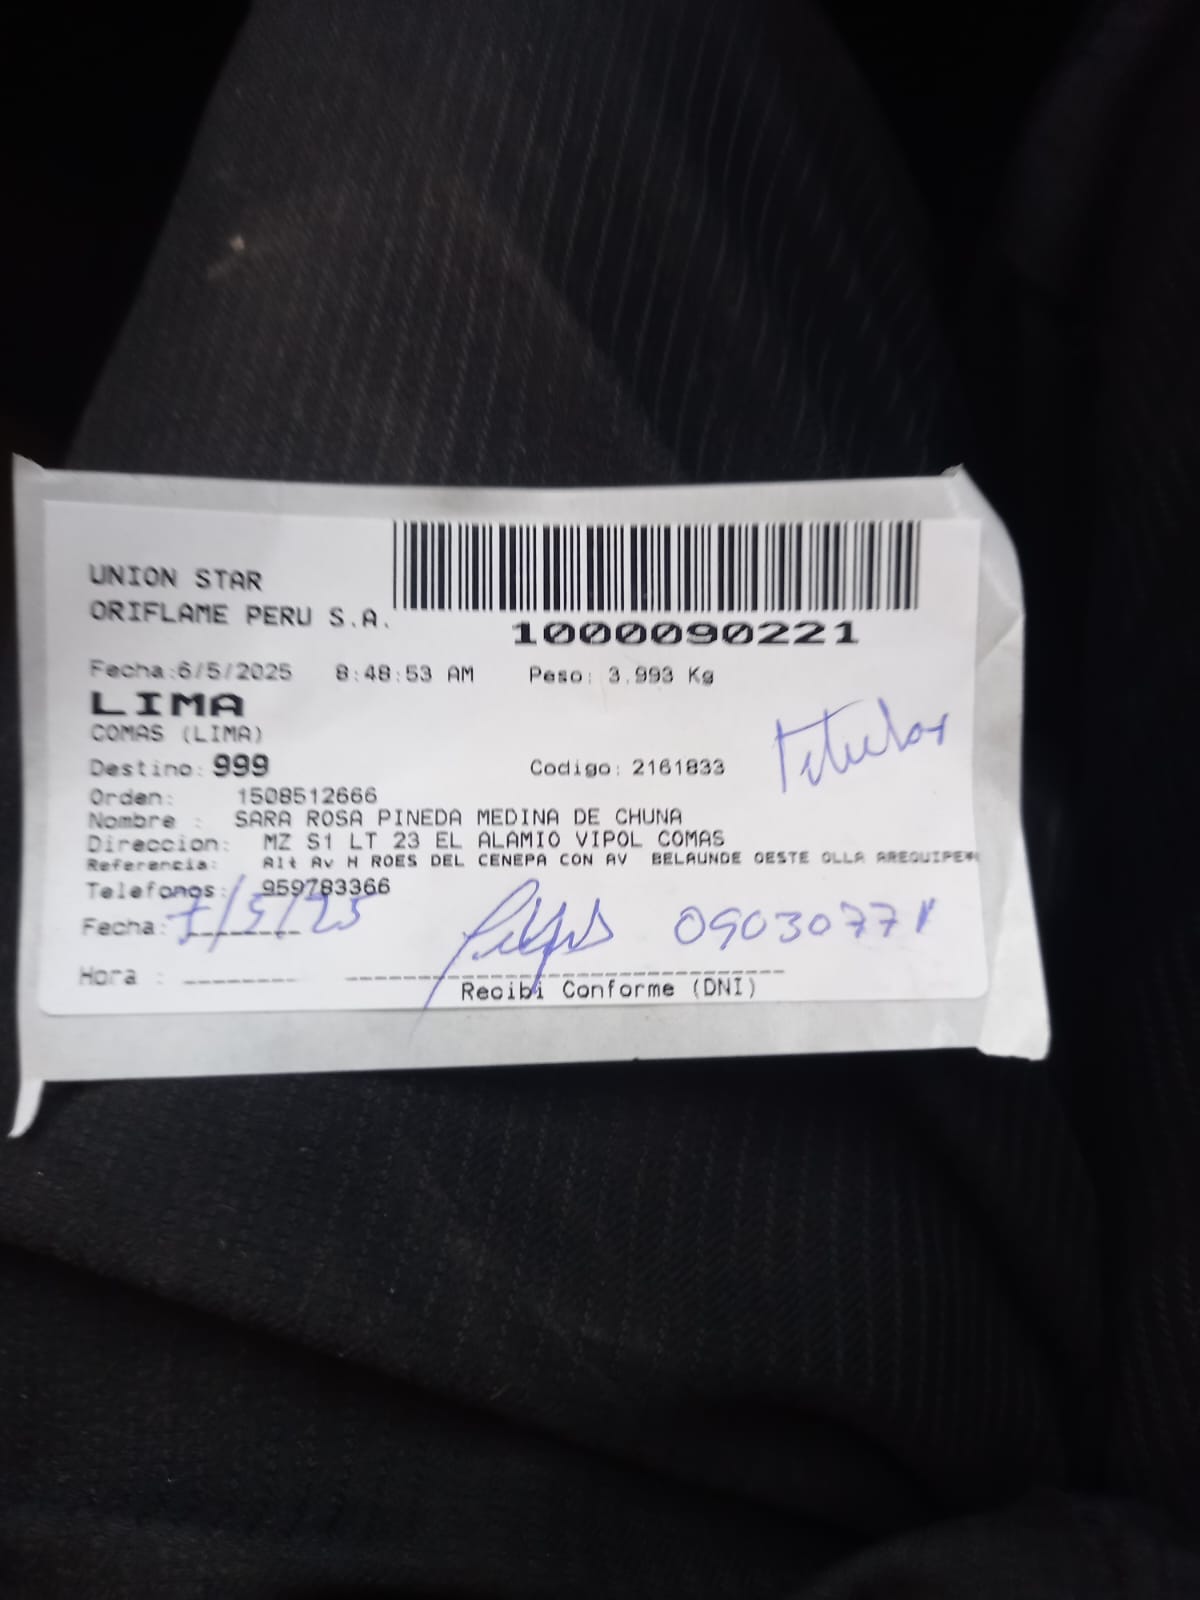 UNION STAR
ORIFLAME PERU S.A.
1000090221
Fecha:6/5/2025 8:48:53 AM Peso: 3.993 Kg
LIMA
COMAS (LIMA)
Titular
Destino: 999 Codigo: 2161833
Orden: 1508512666
Nombre : SARA ROSA PINEDA MEDINA DE CHUNA
Direccion: MZ S1 LT 23 EL ALAMIO VIPOL COMAS
Referencia: Alt Av H ROES DEL CENEPA CON AV BELAUNDE OESTE OLLA AREQUIPE
Telefonos: 959783366
Fecha: 7/5/25 09030771
Hora :
Recibi Conforme (DNI)